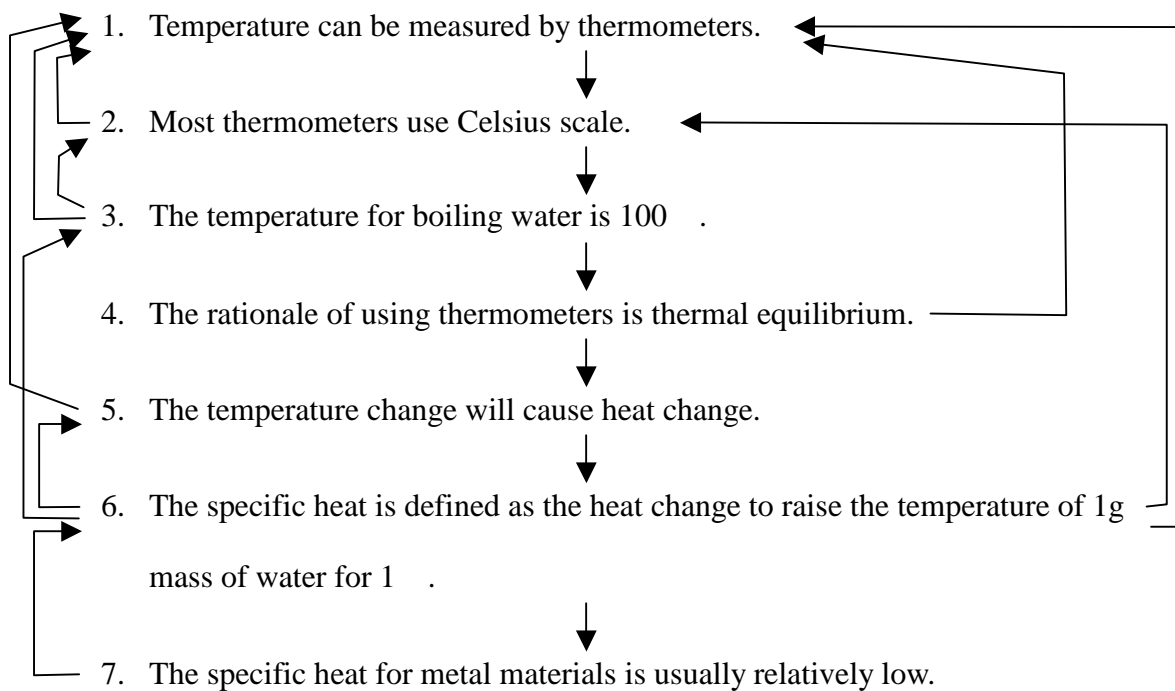 1. Temperature can be measured by thermometers.
2. Most thermometers use Celsius scale.
3. The temperature for boiling water is 100 .
4. The rationale of using thermometers is thermal equilibrium.
5. The temperature change will cause heat change.
6. The specific heat is defined as the heat change to raise the temperature of 1g
mass of water for 1 .
7. The specific heat for metal materials is usually relatively low.